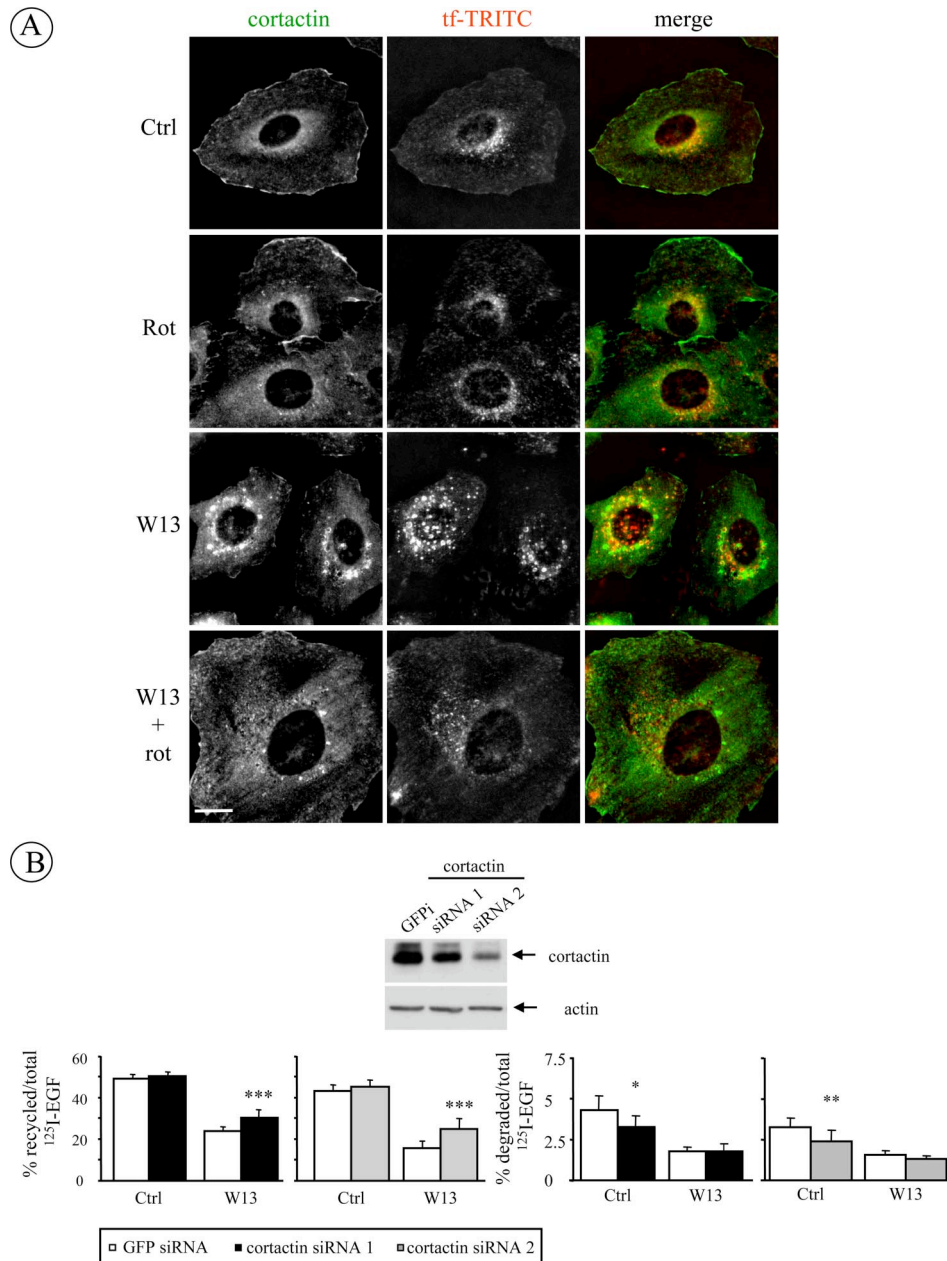 A
cortactin tf-TRITC merge
Ctrl
Rot
W13
W13
+
rot
B
cortactin
GFPi siRNA 1 siRNA 2
cortactin
actin
% recycled/total
¹²⁵I-EGF
60
40
20
0
***
Ctrl W13
***
Ctrl W13
% degraded/total
¹²⁵I-EGF
7.5
5
2.5
0
*
Ctrl W13
**
Ctrl W13
GFP siRNA cortactin siRNA 1 cortactin siRNA 2